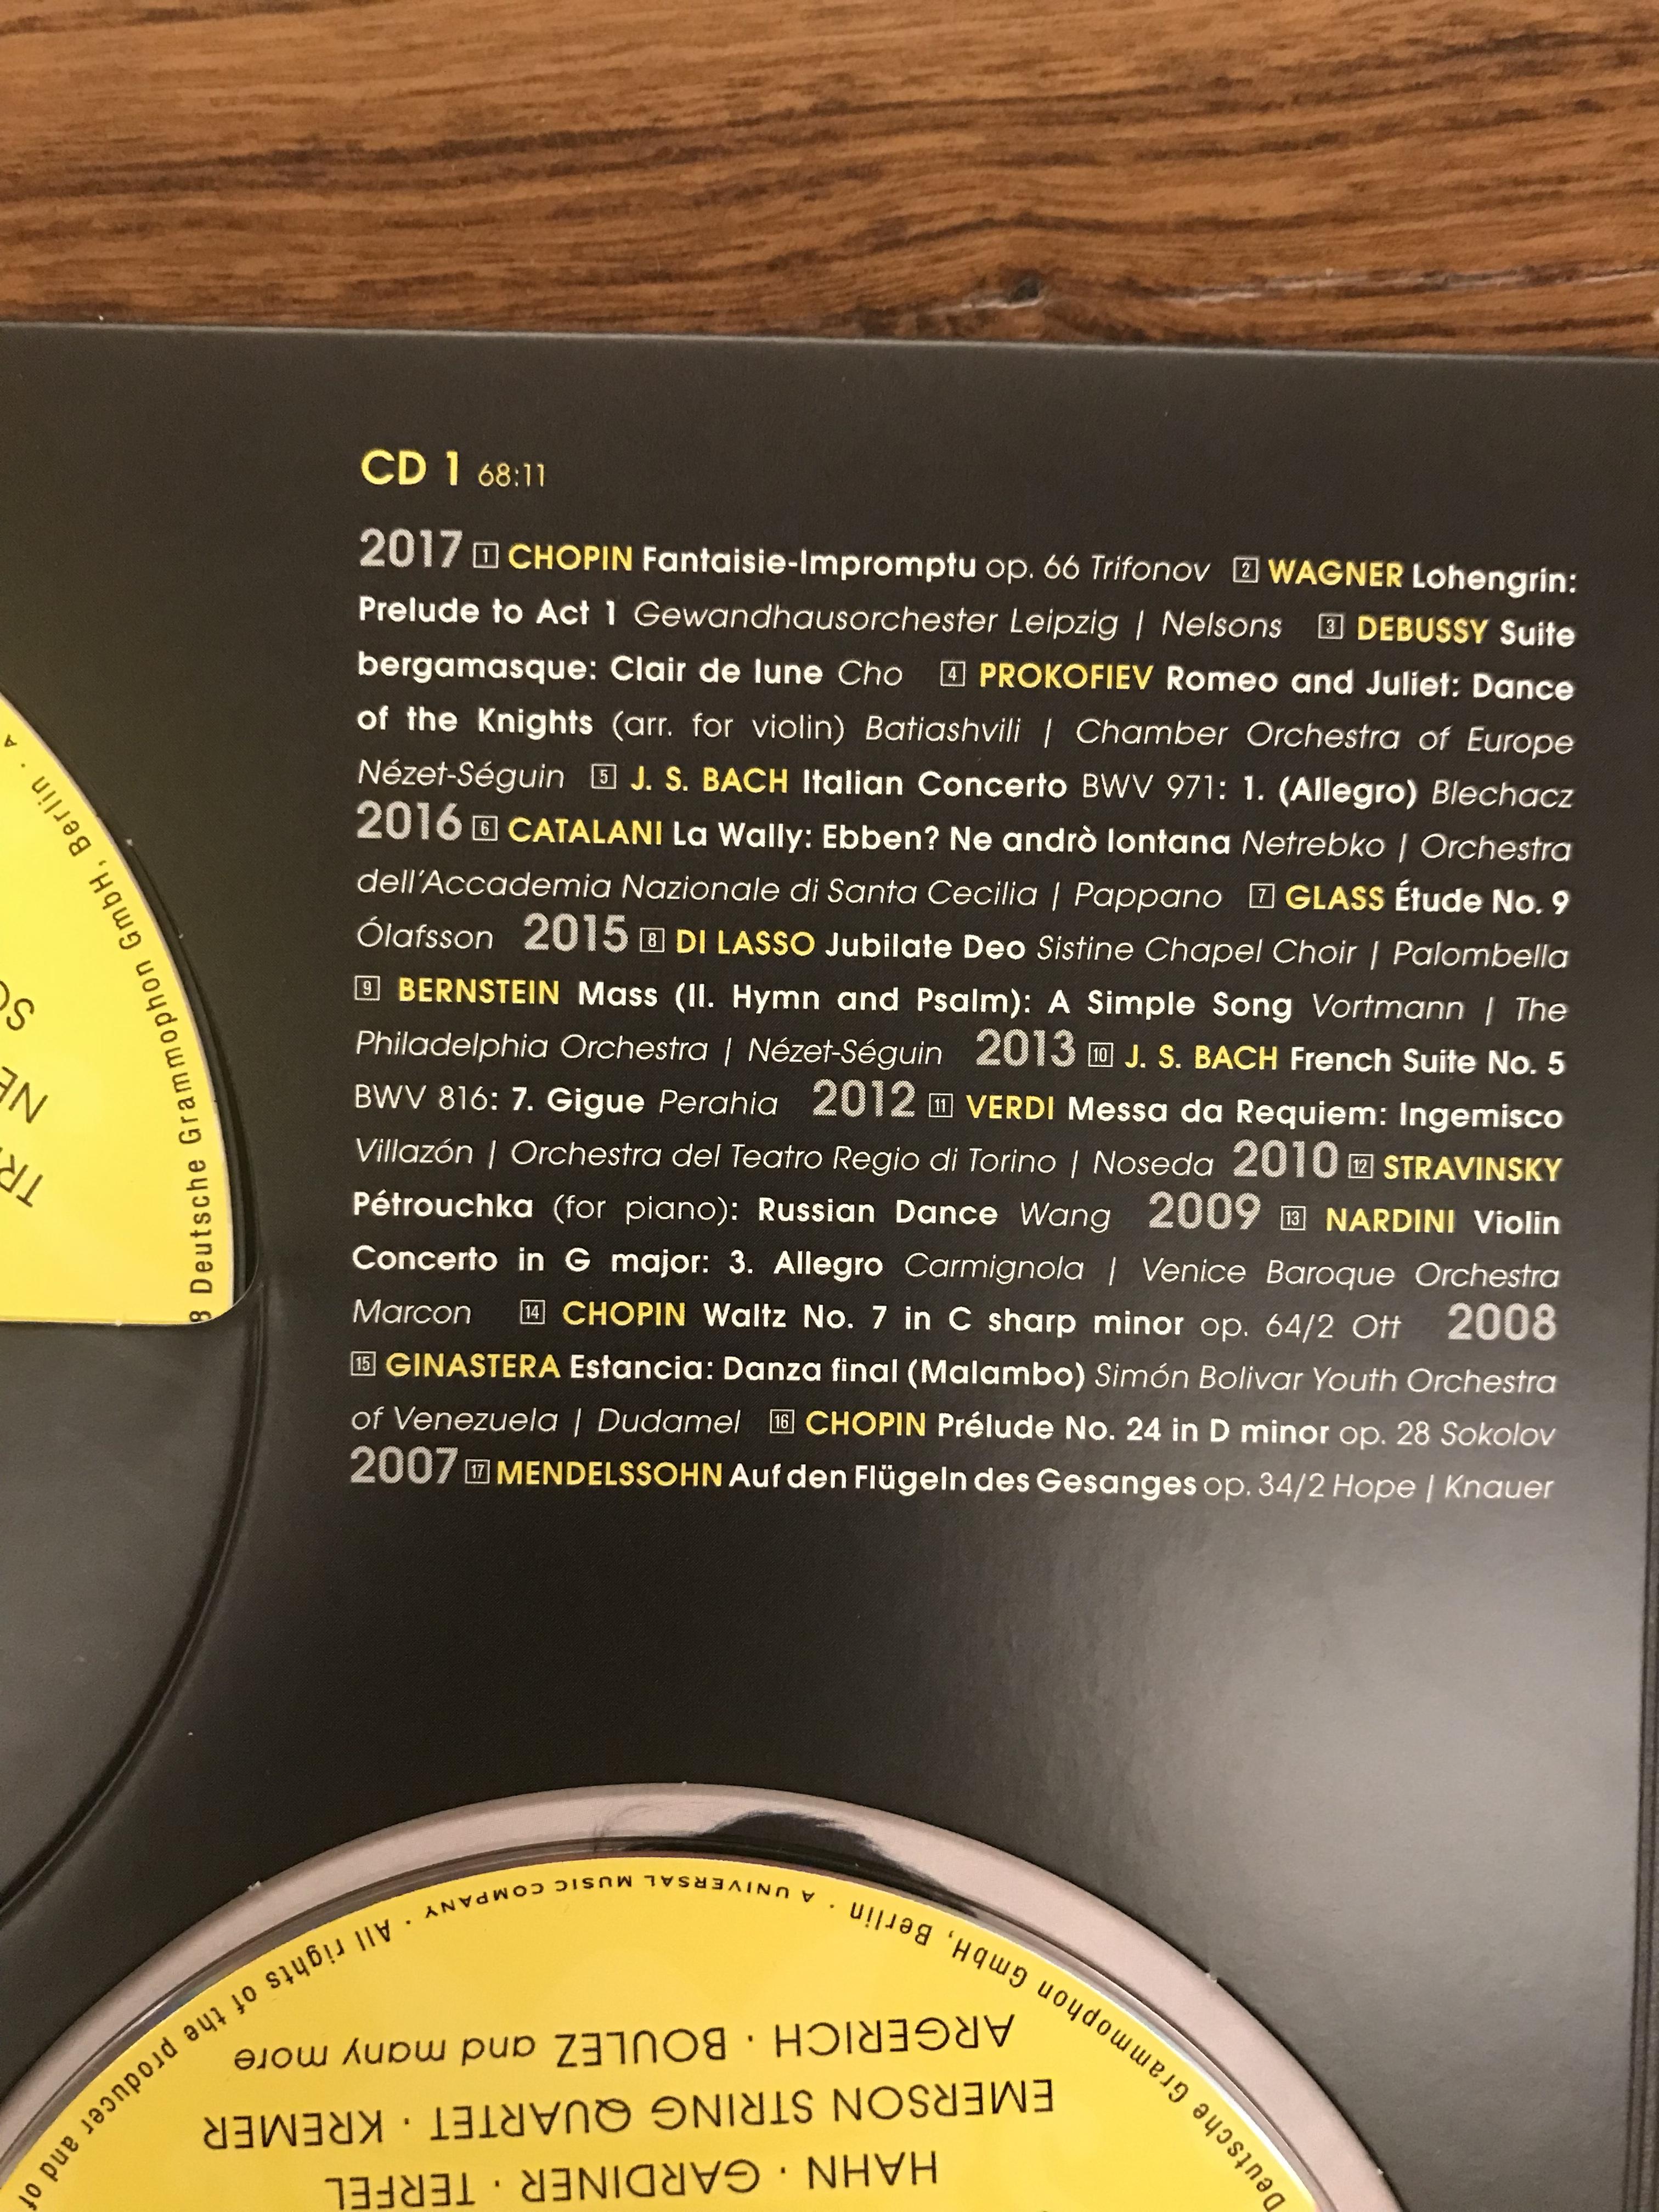 CD 1 68:11
2017 1 CHOPIN Fantaisie-Impromptu op. 66 Trifonov 2 WAGNER Lohengrin:
Prelude to Act 1 Gewandhausorchester Leipzig | Nelsons 3 DEBUSSY Suite
bergamasque: Clair de lune Cho 4 PROKOFIEV Romeo and Juliet: Dance
of the Knights (arr. for violin) Batiashvili | Chamber Orchestra of Europe
Nézet-Séguin 5 J. S. BACH Italian Concerto BWV 971: 1. (Allegro) Blechacz
2016 6 CATALANI La Wally: Ebben? Ne andrò lontana Netrebko | Orchestra
dell'Accademia Nazionale di Santa Cecilia | Pappano 7 GLASS Étude No. 9
Ólafsson 2015 8 DI LASSO Jubilate Deo Sistine Chapel Choir | Palombella
9 BERNSTEIN Mass (II. Hymn and Psalm): A Simple Song Vortmann | The
Philadelphia Orchestra | Nézet-Séguin 2013 10 J. S. BACH French Suite No. 5
BWV 816: 7. Gigue Perahia 2012 11 VERDI Messa da Requiem: Ingemisco
Villazón | Orchestra del Teatro Regio di Torino | Noseda 2010 12 STRAVINSKY
Pétrouchka (for piano): Russian Dance Wang 2009 13 NARDINI Violin
Concerto in G major: 3. Allegro Carmignola | Venice Baroque Orchestra
Marcon 14 CHOPIN Waltz No. 7 in C sharp minor op. 64/2 Ott 2008
15 GINASTERA Estancia: Danza final (Malambo) Simón Bolivar Youth Orchestra
of Venezuela | Dudamel 16 CHOPIN Prélude No. 24 in D minor op. 28 Sokolov
2007 17 MENDELSSOHN Auf den Flügeln des Gesanges op. 34/2 Hope | Knauer
Deutsche Grammophon GmbH, Berlin ·
HAHN · GARDINER · TERFEL
EMERSON STRING QUARTET · KREMER
ARGERICH · BOULEZ and many more
Deutsche Grammophon GmbH, Berlin · A UNIVERSAL MUSIC COMPANY · All rights of the producer and of